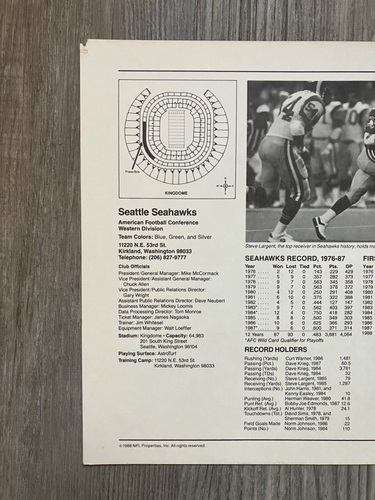 Press Box
KINGDOME
Seattle Seahawks
American Football Conference
Western Division
Team Colors: Blue, Green, and Silver
11220 N.E. 53rd St.
Kirkland, Washington 98033
Telephone: (206) 827-9777
Club Officials
President/General Manager: Mike McCormack
Vice President/Assistant General Manager:
Chuck Allen
Vice President/Public Relations Director:
Gary Wright
Assistant Public Relations Director: Dave Neubert
Business Manager: Mickey Loomis
Data Processing Director: Tom Monroe
Ticket Manager: James Nagaoka
Trainer: Jim Whitesel
Equipment Manager: Walt Loeffler
Stadium: Kingdome • Capacity: 64,983
201 South King Street
Seattle, Washington 98104
Playing Surface: AstroTurf
Training Camp: 11220 N.E. 53rd St.
Kirkland, Washington 98033
©1988 NFL Properties, Inc. All rights reserved.
Steve Largent, the top receiver in Seahawks history, holds ma
SEAHAWKS RECORD, 1976-87
Year Won Lost Tied Pct. Pts. OP
1976 2 12 0 .143 229 429
1977 5 9 0 .357 282 373
1978 9 7 0 .563 345 358
1979 9 7 0 .563 378 372
1980 4 12 0 .250 291 408
1981 6 10 0 .375 322 388
1982 4 5 0 .444 127 147
1983* 9 7 0 .563 403 397
1984* 12 4 0 .750 418 282
1985 8 8 0 .500 349 303
1986 10 6 0 .625 366 293
1987* 9 6 0 .600 371 314
12 Years 87 93 0 .483 3,881 4,064
*AFC Wild Card Qualifier for Playoffs
RECORD HOLDERS
Rushing (Yards) Curt Warner, 1986 1,481
Passing (Pct.) Dave Krieg, 1987 60.5
Passing (Yards) Dave Krieg, 1984 3,761
Passing (TDs) Dave Krieg, 1984 32
Receiving (No.) Steve Largent, 1985 79
Receiving (Yards) Steve Largent, 1985 1,287
Interceptions (No.) John Harris, 1981, and
Kenny Easley, 1984 10
Punting (Avg.) Herman Weaver, 1980 41.8
Punt Ret. (Avg.) Bobby Joe Edmonds, 1986 12.3
Kickoff Ret. (Avg.) Al Hunter, 1978 24.1
Touchdowns (Tot.) David Sims, 1978, and
Sherman Smith, 1979 15
Field Goals Made Norm Johnson, 1986 22
Points (No.) Norm Johnson, 1984 110
FIRS
Year
1976
1977
1978
1979
1980
1981
1982
1983
1984
1985
1986
1987
1988